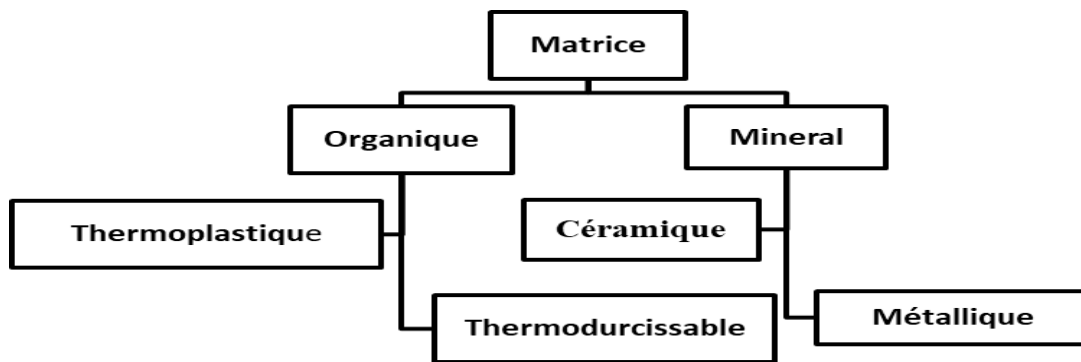 Matrice
Organique
Mineral
Thermoplastique
Céramique
Thermodurcissable
Métallique